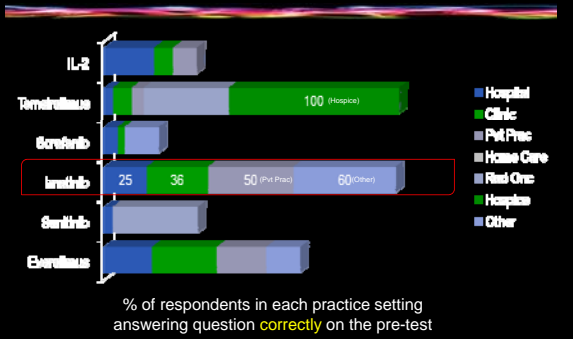 IL-2
Temsirolimus
100 (Hospice)
Sorafinib
Imatinib
25 36 50 (Pvt Prac) 60(Other)
Sunitinib
Everolimus
Hospital
Clinic
Pvt Prac
Home Care
Rad Onc
Hospice
Other
% of respondents in each practice setting
answering question correctly on the pre-test